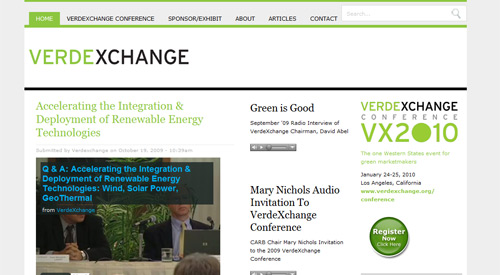 HOME VERDEXCHANGE CONFERENCE SPONSOR/EXHIBIT ABOUT ARTICLES CONTACT Search...
VERDEXCHANGE
Accelerating the Integration &
Deployment of Renewable Energy
Technologies
Submitted by Verdexchange on October 19, 2009 - 10:39am
Q & A: Accelerating the Integration &
Deployment of Renewable Energy
Technologies: Wind, Solar Power,
GeoThermal
from VerdeXchange
Green is Good
September '09 Radio Interview of
VerdeXchange Chairman, David Abel
Mary Nichols Audio
Invitation To
VerdeXchange
Conference
CARB Chair Mary Nichols Invitation
to the 2009 VerdeXchange
Conference
VERDEXCHANGE
CONFERENCE
VX2010
The one Western States event for
green marketmakers
January 24-25, 2010
Los Angeles, California
www.verdexchange.org/
conference
Register
Now
Click Here